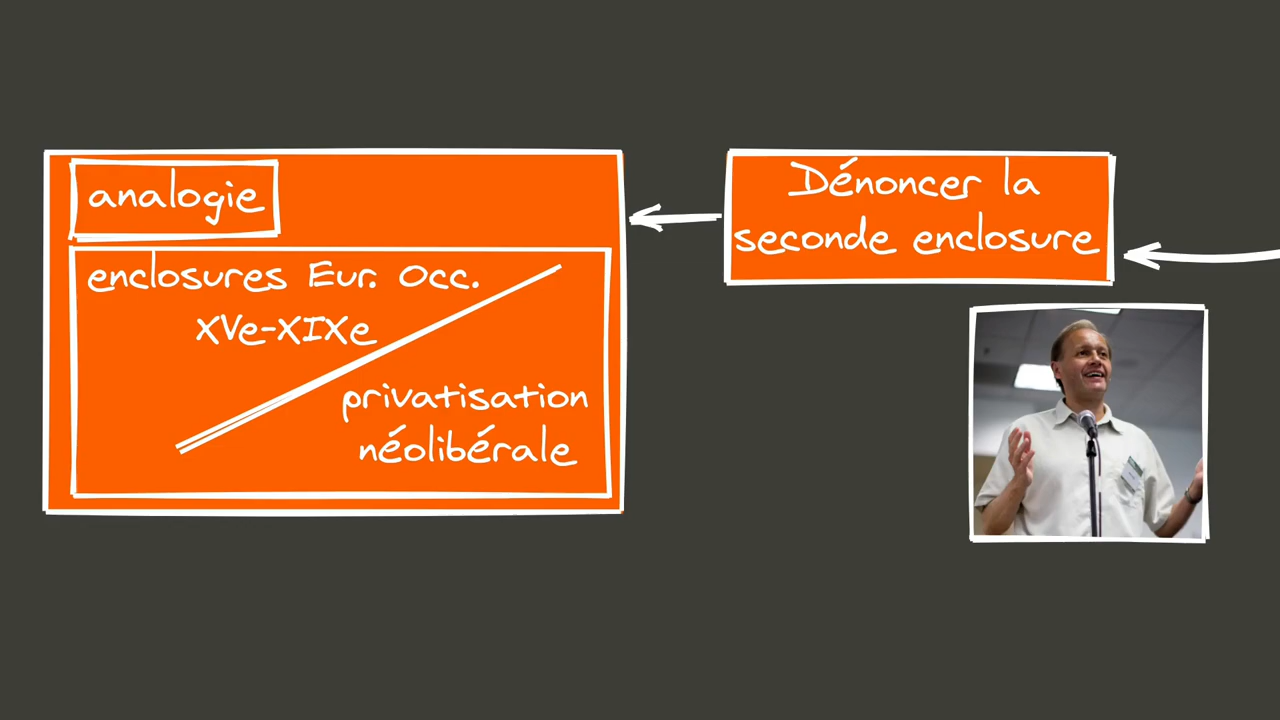 analogie
enclosures Eur. Occ.
XVe-XIXe
privatisation
néolibérale
Dénoncer la
seconde enclosure